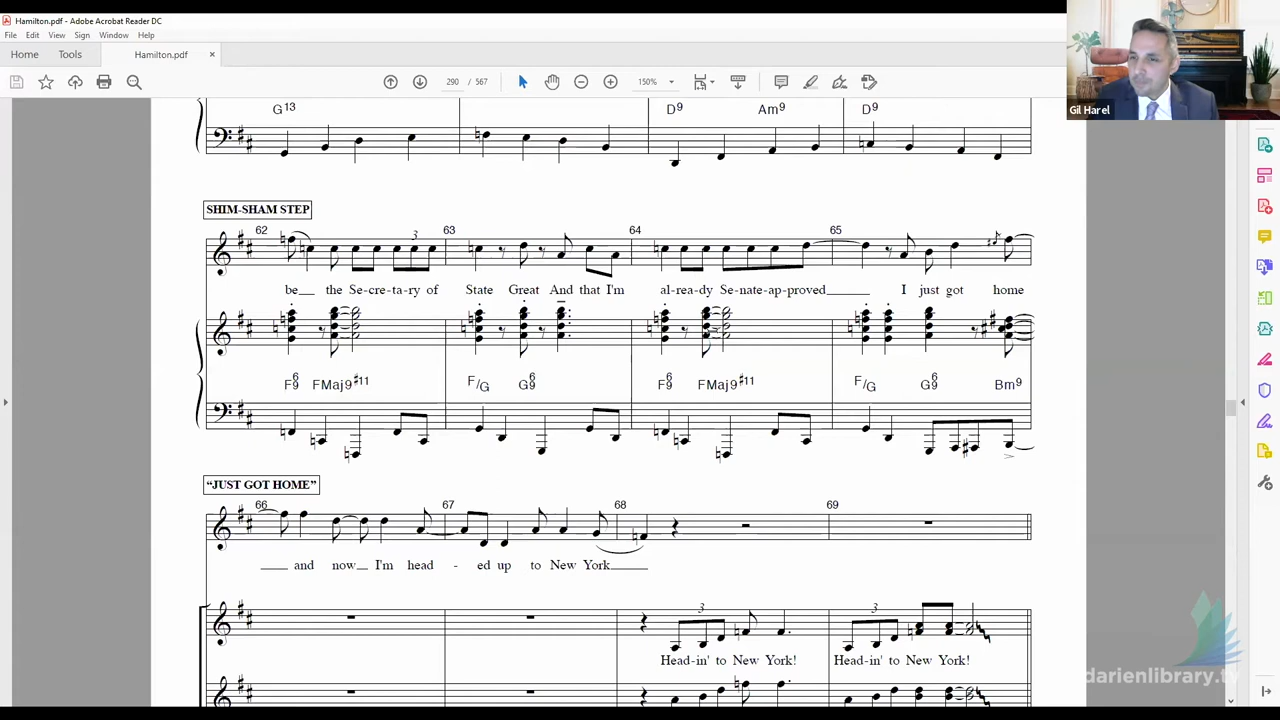 Hamilton.pdf - Adobe Acrobat Reader DC
File Edit View Sign Window Help
Home Tools Hamilton.pdf ×
290 / 567 150%
Gil Harel
G13 D9 Am9 D9
SHIM-SHAM STEP
62 63 64 65
3
be__ the Se-cre-ta-ry of State Great And that I'm al-rea-dy Se-nate-ap-proved____ I just got home
F6/9 FMaj9#11 F/G G6/9 F6/9 FMaj9#11 F/G G6/9 Bm9
"JUST GOT HOME"
66 67 68 69
___ and now__ I'm head - ed up to New York____
3 3
Head-in' to New York! Head-in' to New York!
darienlibrary.tv